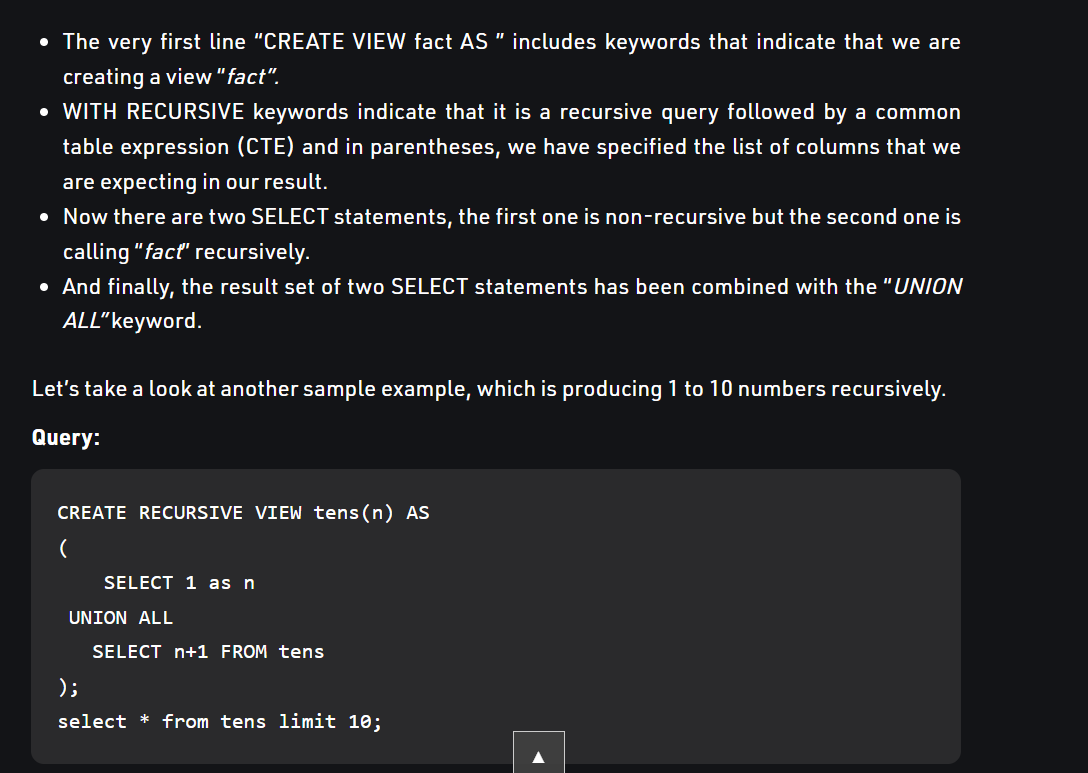 • The very first line “CREATE VIEW fact AS ” includes keywords that indicate that we are
creating a view “fact”.
• WITH RECURSIVE keywords indicate that it is a recursive query followed by a common
table expression (CTE) and in parentheses, we have specified the list of columns that we
are expecting in our result.
• Now there are two SELECT statements, the first one is non-recursive but the second one is
calling “fact” recursively.
• And finally, the result set of two SELECT statements has been combined with the “UNION
ALL” keyword.
Let’s take a look at another sample example, which is producing 1 to 10 numbers recursively.
Query:
CREATE RECURSIVE VIEW tens(n) AS
(
    SELECT 1 as n
 UNION ALL
   SELECT n+1 FROM tens
);
select * from tens limit 10;
▲